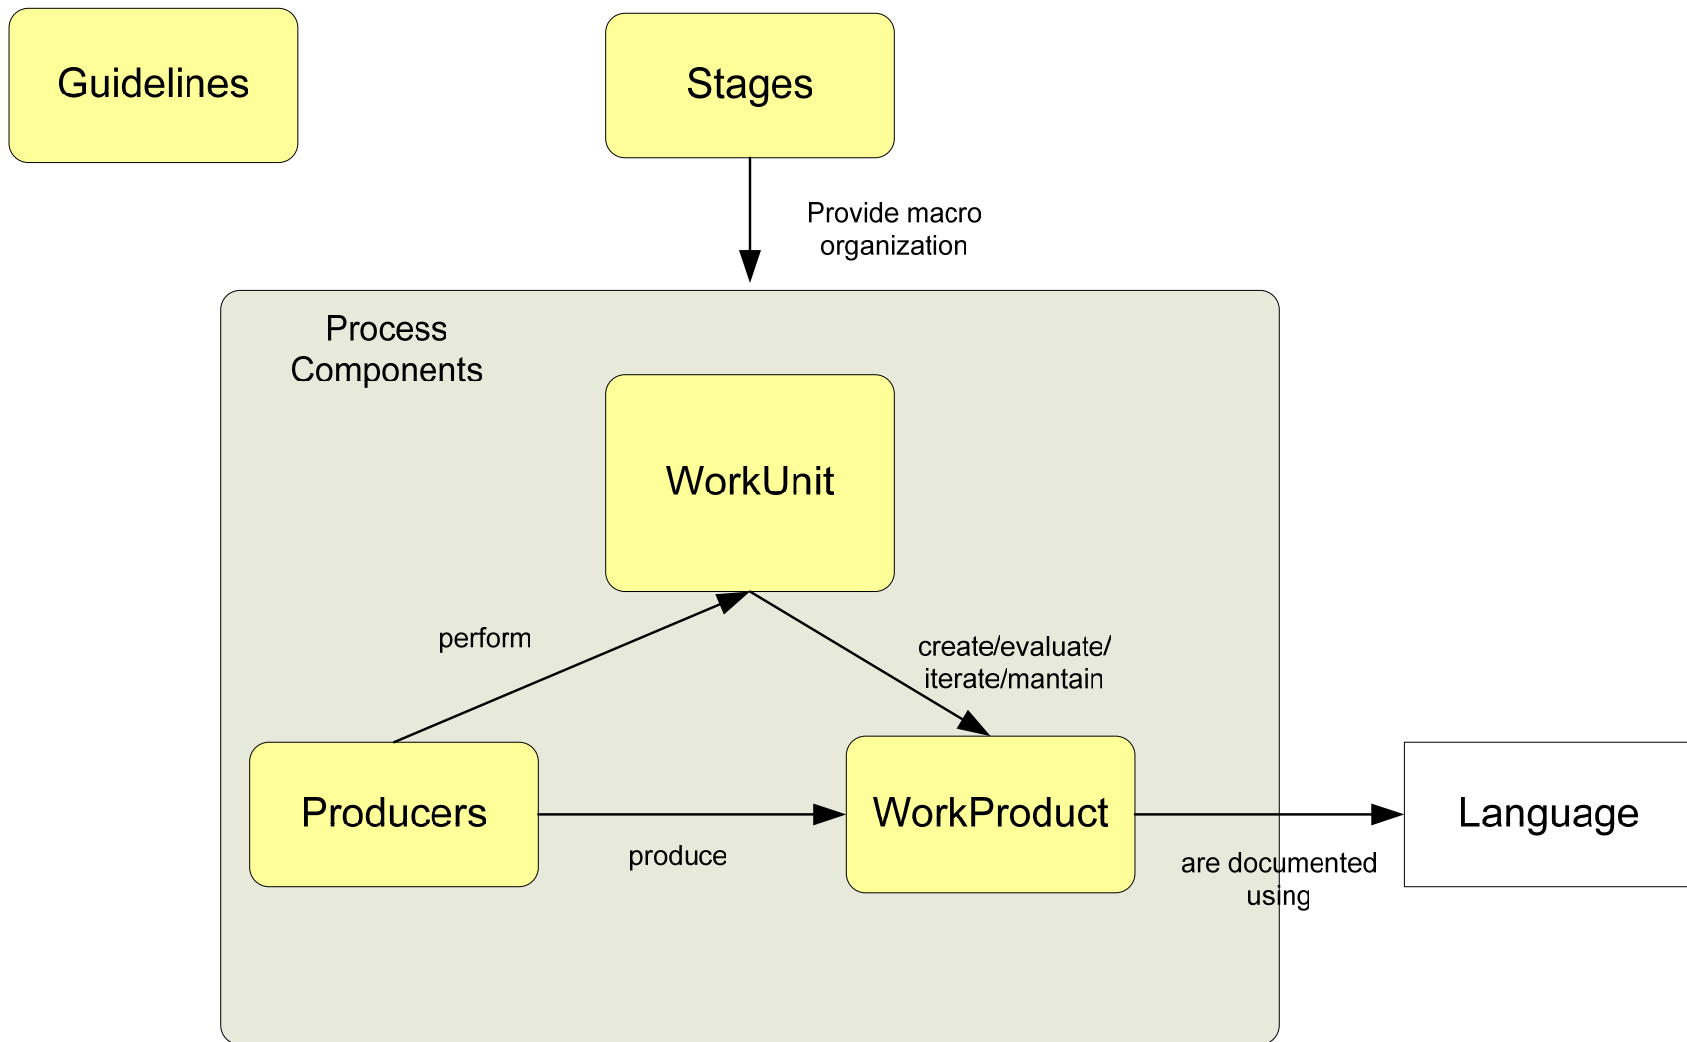 Guidelines
Stages
Provide macro
organization
Process
Components
WorkUnit
perform
create/evaluate/
iterate/mantain
Producers
WorkProduct
Language
produce
are documented
using